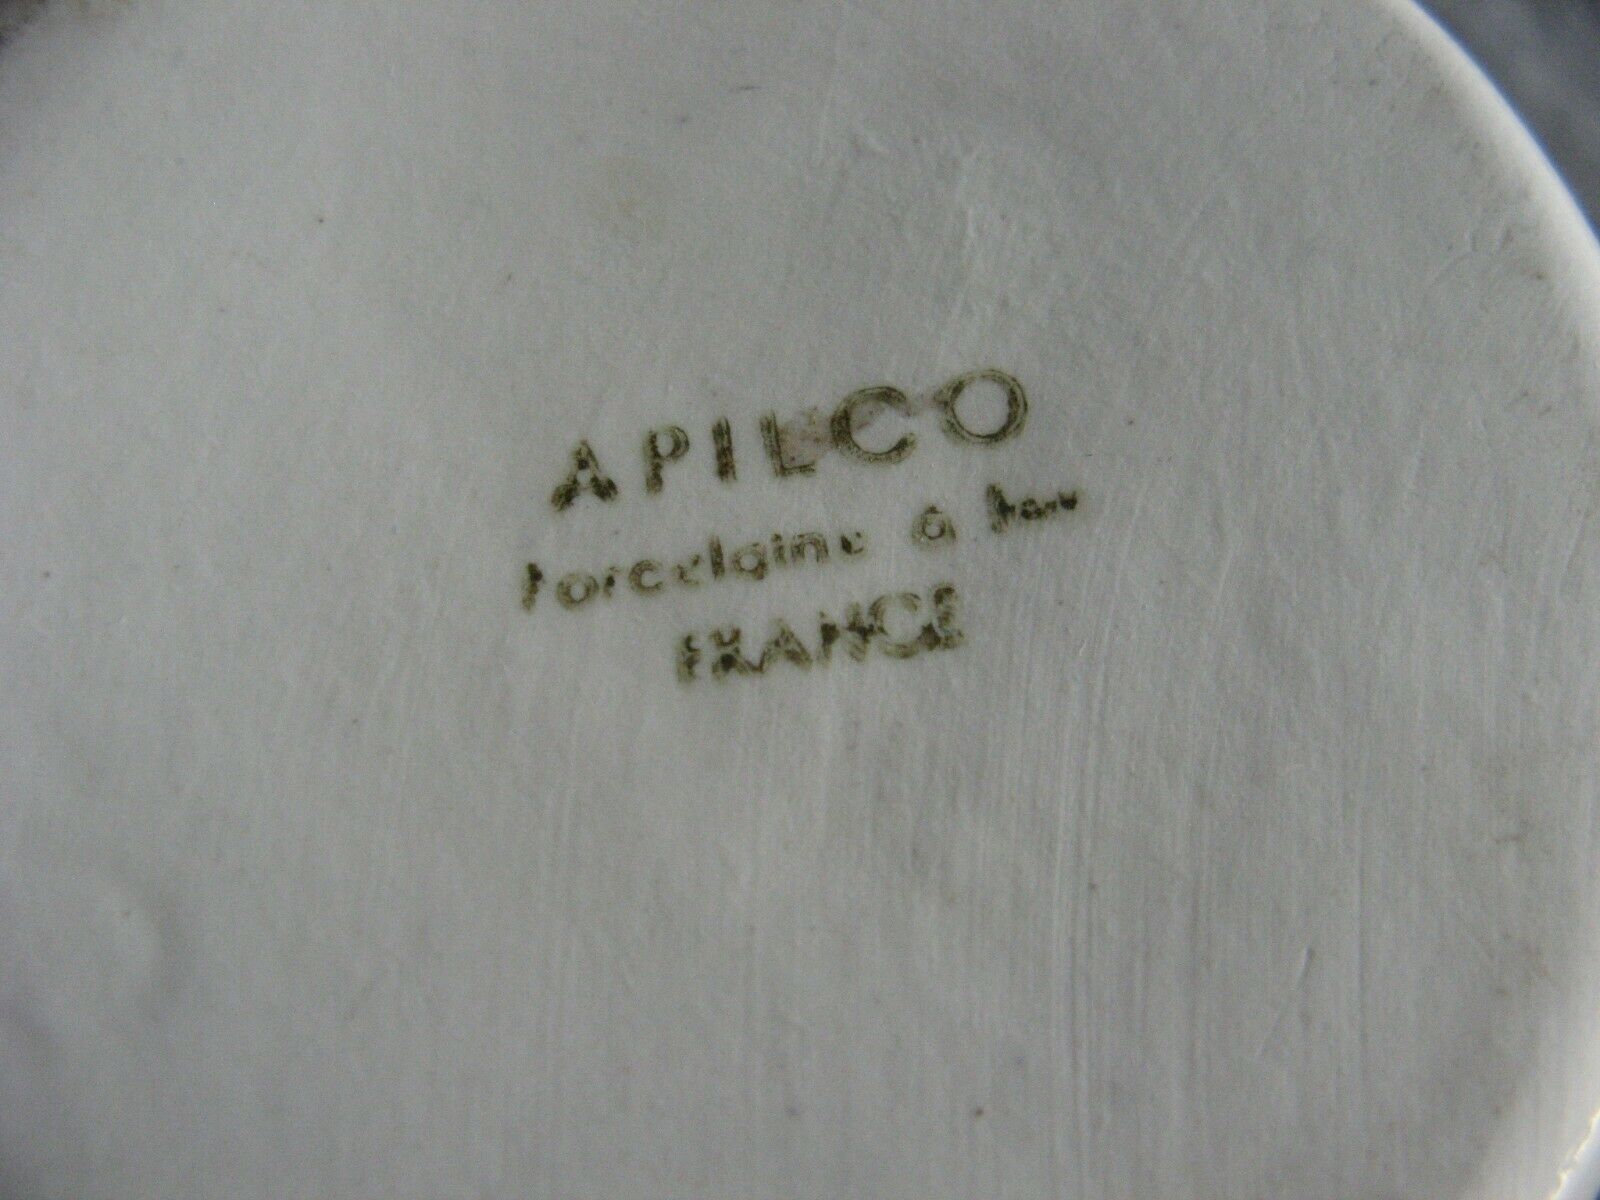 APILCO
Porcelaine à feu
FRANCE